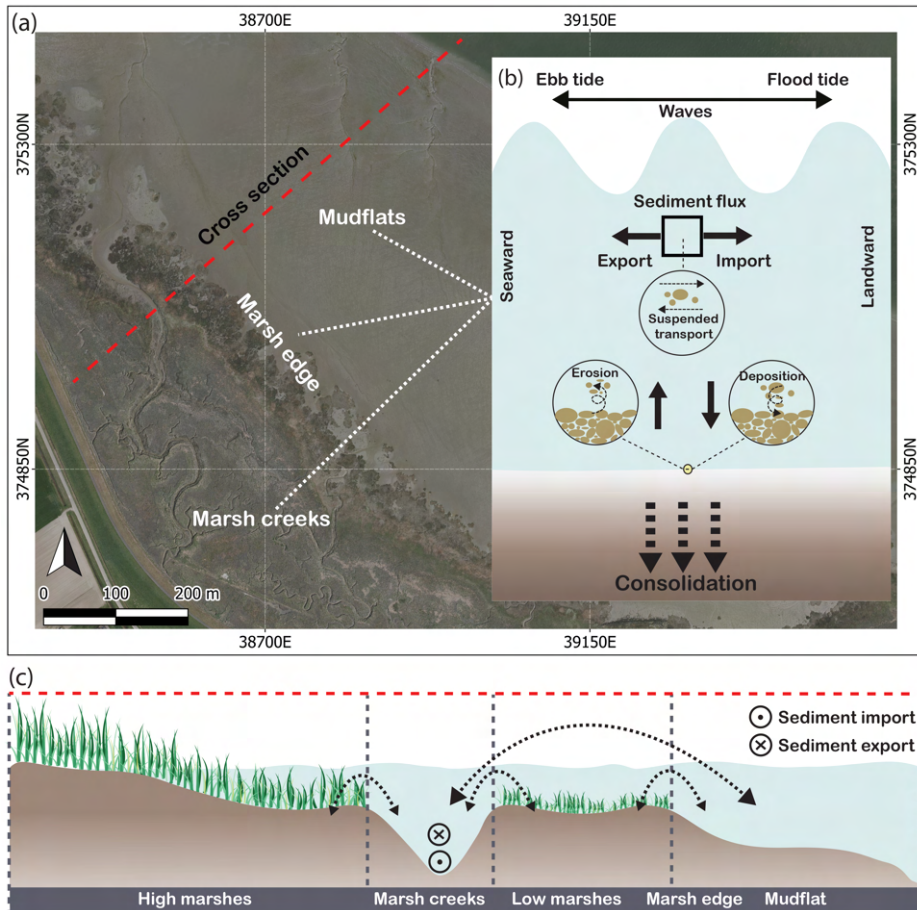 (a)
38700E
39150E
375300N
375300N
374850N
374850N
Cross section
Mudflats
Marsh edge
Marsh creeks
0
100
200 m
38700E
39150E
(b)
Ebb tide
Flood tide
Waves
Sediment flux
Export
Import
Seaward
Landward
Suspended
transport
Erosion
Deposition
Consolidation
(c)
Sediment import
Sediment export
High marshes
Marsh creeks
Low marshes
Marsh edge
Mudflat